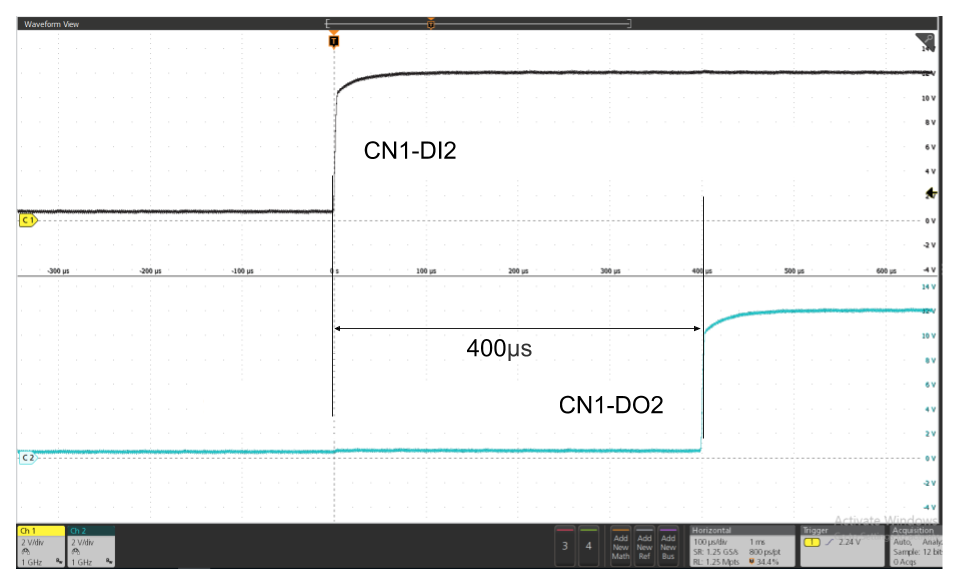 Waveform View
T
10 V
8 V
CN1-DI2
6 V
4 V
C 1
0 V
-2 V
-300 µs -200 µs -100 µs 0 s 100 µs 200 µs 300 µs 400 µs 500 µs 600 µs
-4 V
14 V
12 V
10 V
400µs
8 V
6 V
CN1-DO2
4 V
2 V
C 2
0 V
-2 V
-4 V
Activate Windows
Ch 1
2 V/div
1 GHz
Ch 2
2 V/div
1 GHz
3
4
Add
New
Math
Add
New
Ref
Add
New
Bus
Horizontal
100 µs/div 1 ms
SR: 1.25 GSA 800 ps/pt
RL: 1.25 Mpts 34.4%
Trigger
1 2.24 V
Acquisition
Auto, Analy
Sample: 12 bit
0 Acqs